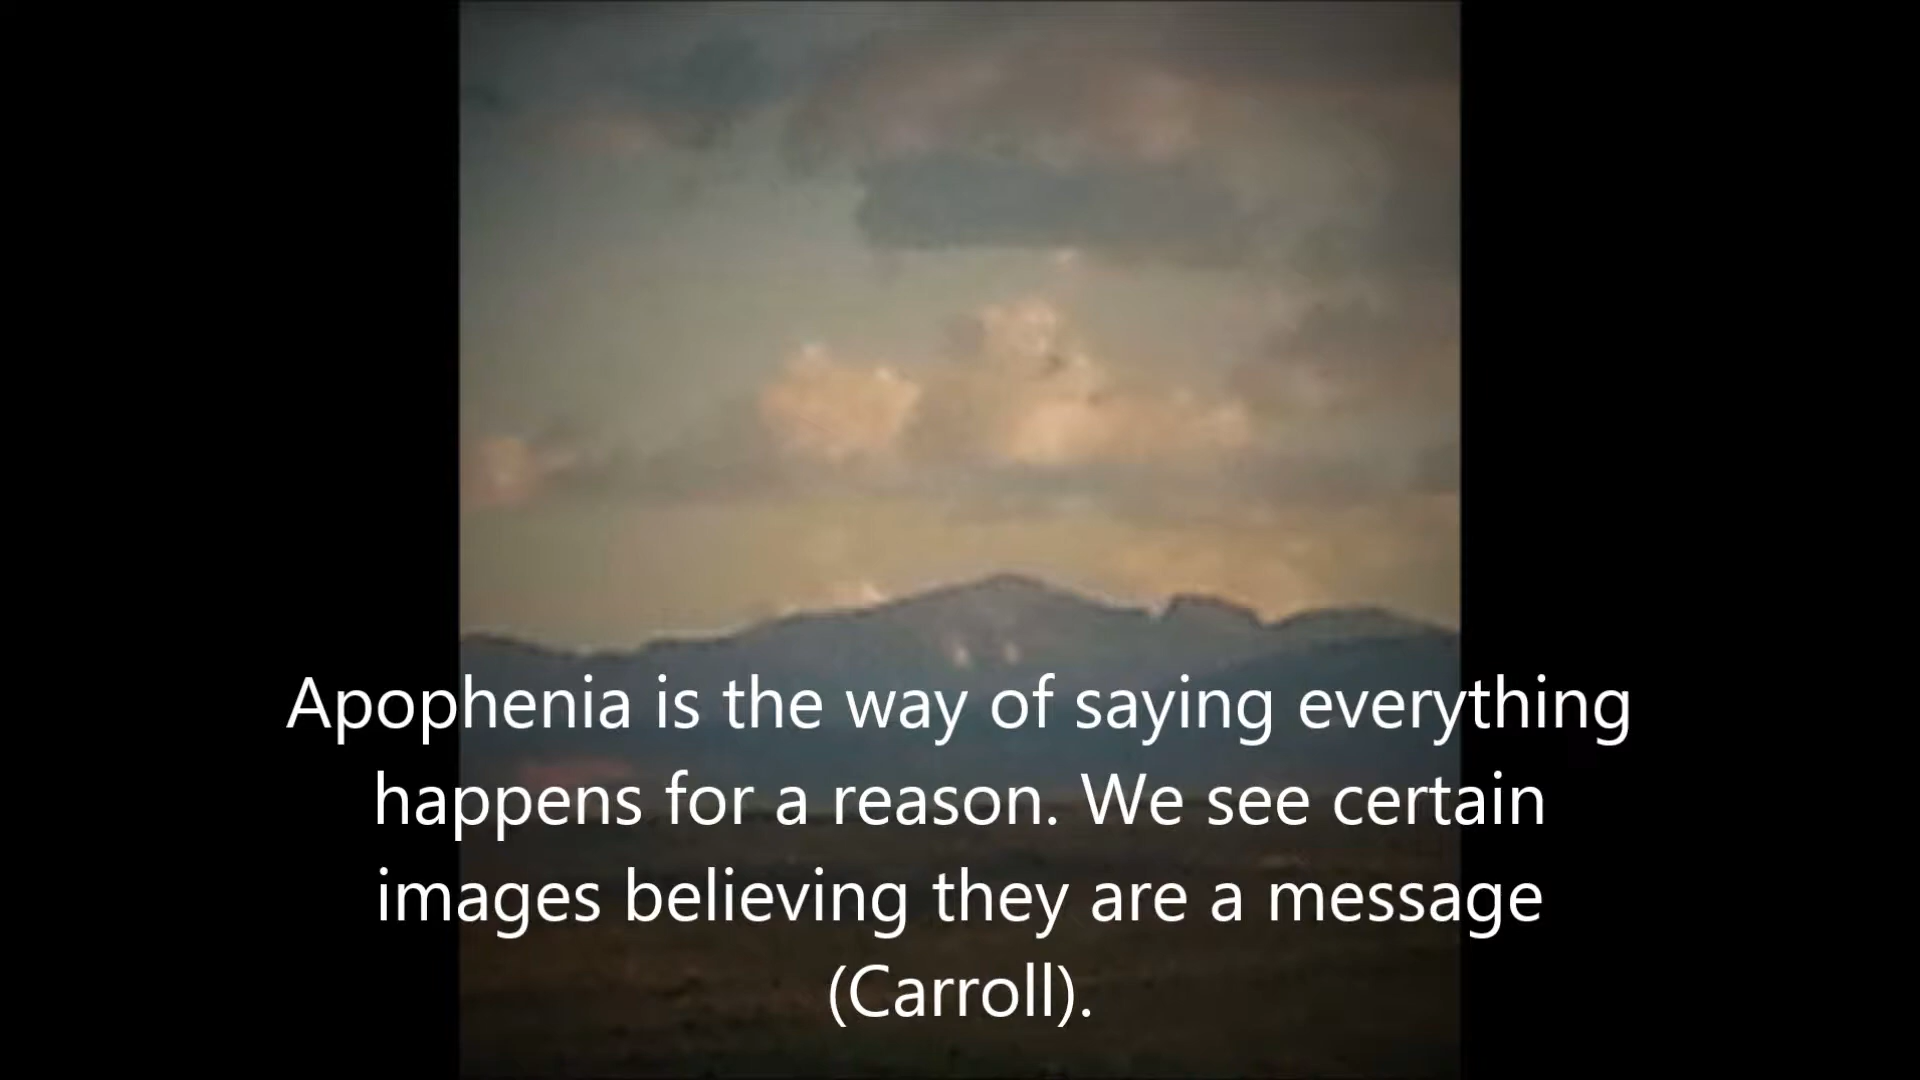 Apophenia is the way of saying everything
happens for a reason. We see certain
images believing they are a message
(Carroll).